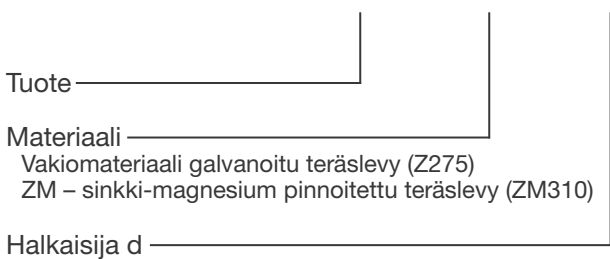 Tuote
Materiaali
Vakiomateriaali galvanoitu teräslevy (Z275)
ZM – sinkki-magnesium pinnoitettu teräslevy (ZM310)
Halkaisija d